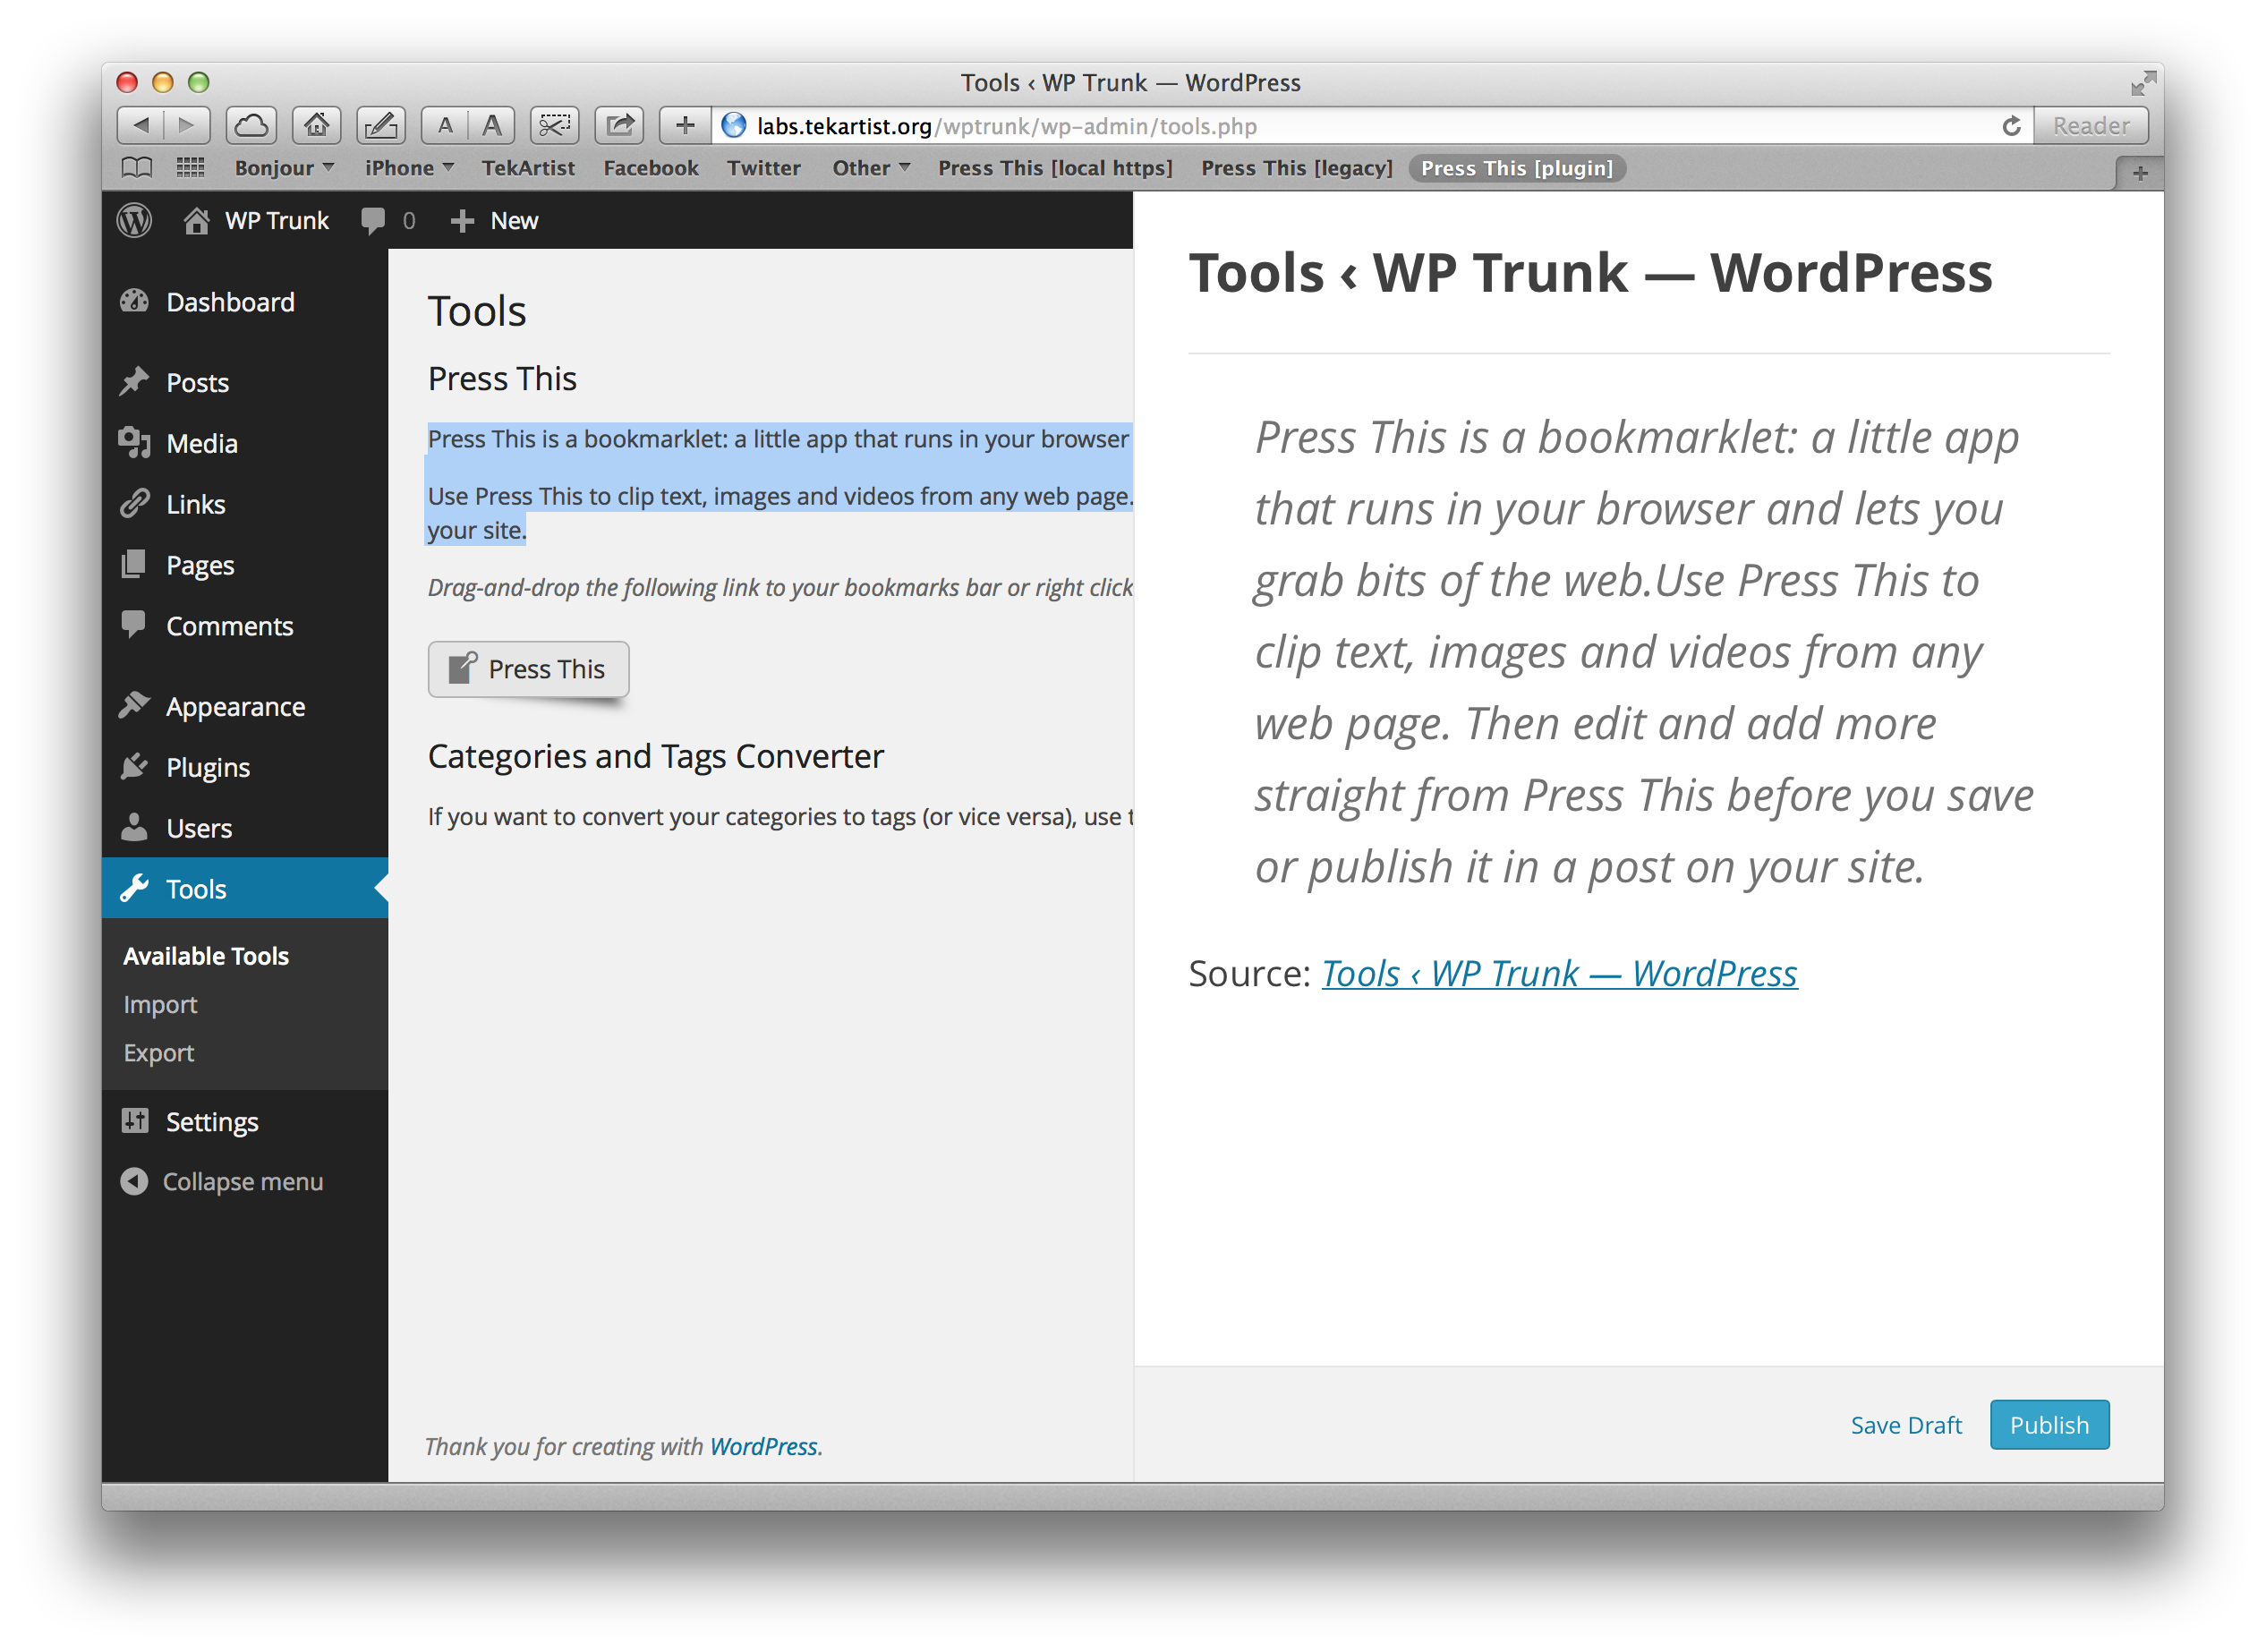 Tools ‹ WP Trunk — WordPress
A A
labs.tekartist.org/wptrunk/wp-admin/tools.php
Reader
Bonjour iPhone TekArtist Facebook Twitter Other Press This [local https] Press This [legacy] Press This [plugin]
WP Trunk 0 New
Dashboard
Posts
Media
Links
Pages
Comments
Appearance
Plugins
Users
Tools
Available Tools
Import
Export
Settings
Collapse menu
Tools
Press This
Press This is a bookmarklet: a little app that runs in your browser
Use Press This to clip text, images and videos from any web page.
your site.
Drag-and-drop the following link to your bookmarks bar or right click
Press This
Categories and Tags Converter
If you want to convert your categories to tags (or vice versa), use t
Thank you for creating with WordPress.
Tools ‹ WP Trunk — WordPress
Press This is a bookmarklet: a little app
that runs in your browser and lets you
grab bits of the web.Use Press This to
clip text, images and videos from any
web page. Then edit and add more
straight from Press This before you save
or publish it in a post on your site.
Source: Tools ‹ WP Trunk — WordPress
Save Draft Publish